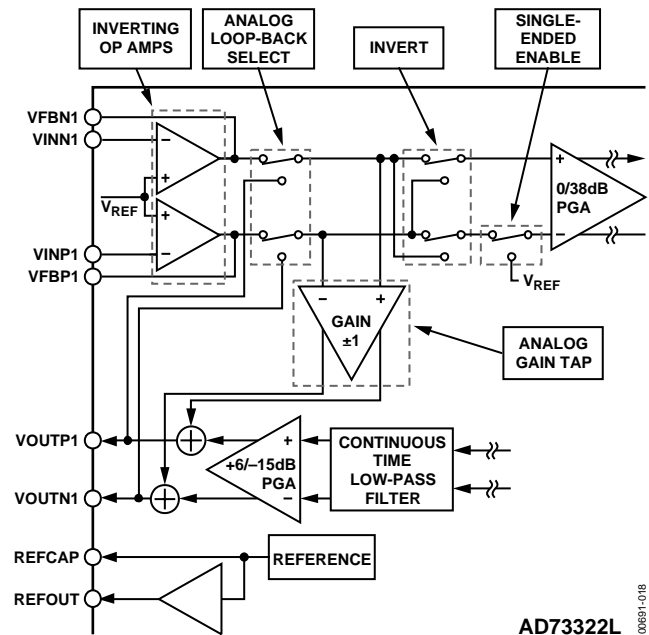 INVERTING
OP AMPS
ANALOG
LOOP-BACK
SELECT
INVERT
SINGLE-
ENDED
ENABLE
VFBN1
VINN1
VREF
VINP1
VFBP1
0/38dB
PGA
VREF
GAIN
±1
ANALOG
GAIN TAP
VOUTP1
VOUTN1
+6/–15dB
PGA
CONTINUOUS
TIME
LOW-PASS
FILTER
REFCAP
REFOUT
REFERENCE
AD73322L
00691-018